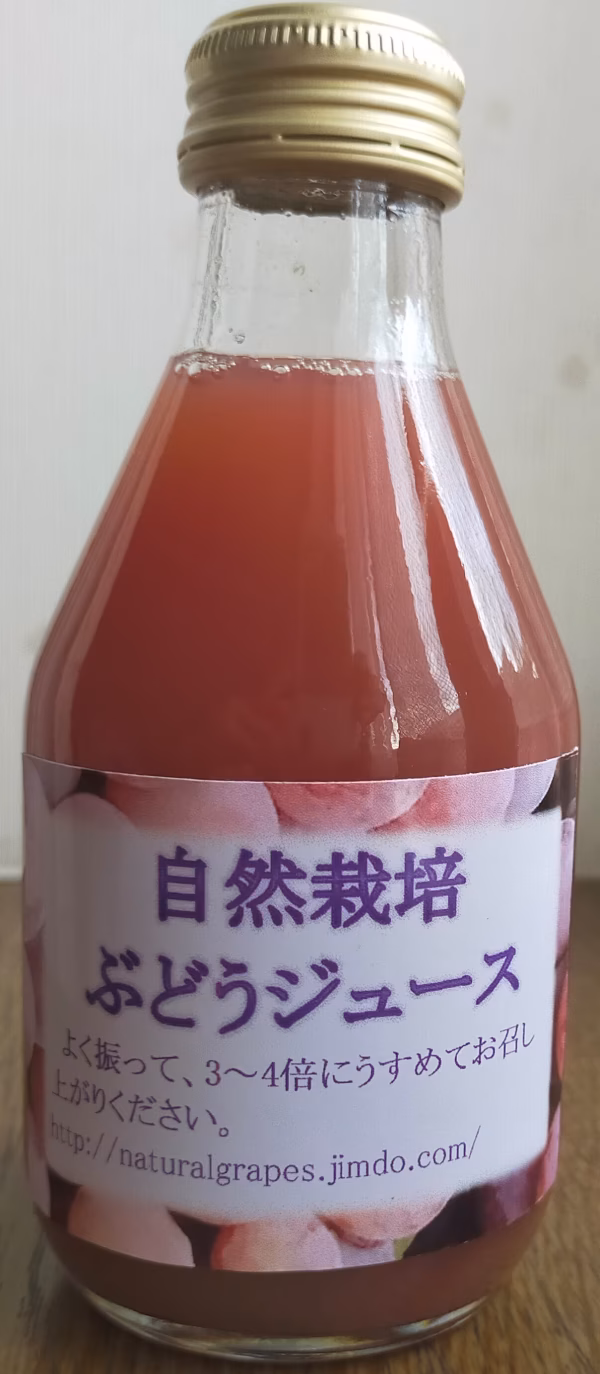 自然栽培
ぶどうジュース
よく振って、3～4倍にうすめてお召し
上がりください。
http://naturalgrapes.jimdo.com/